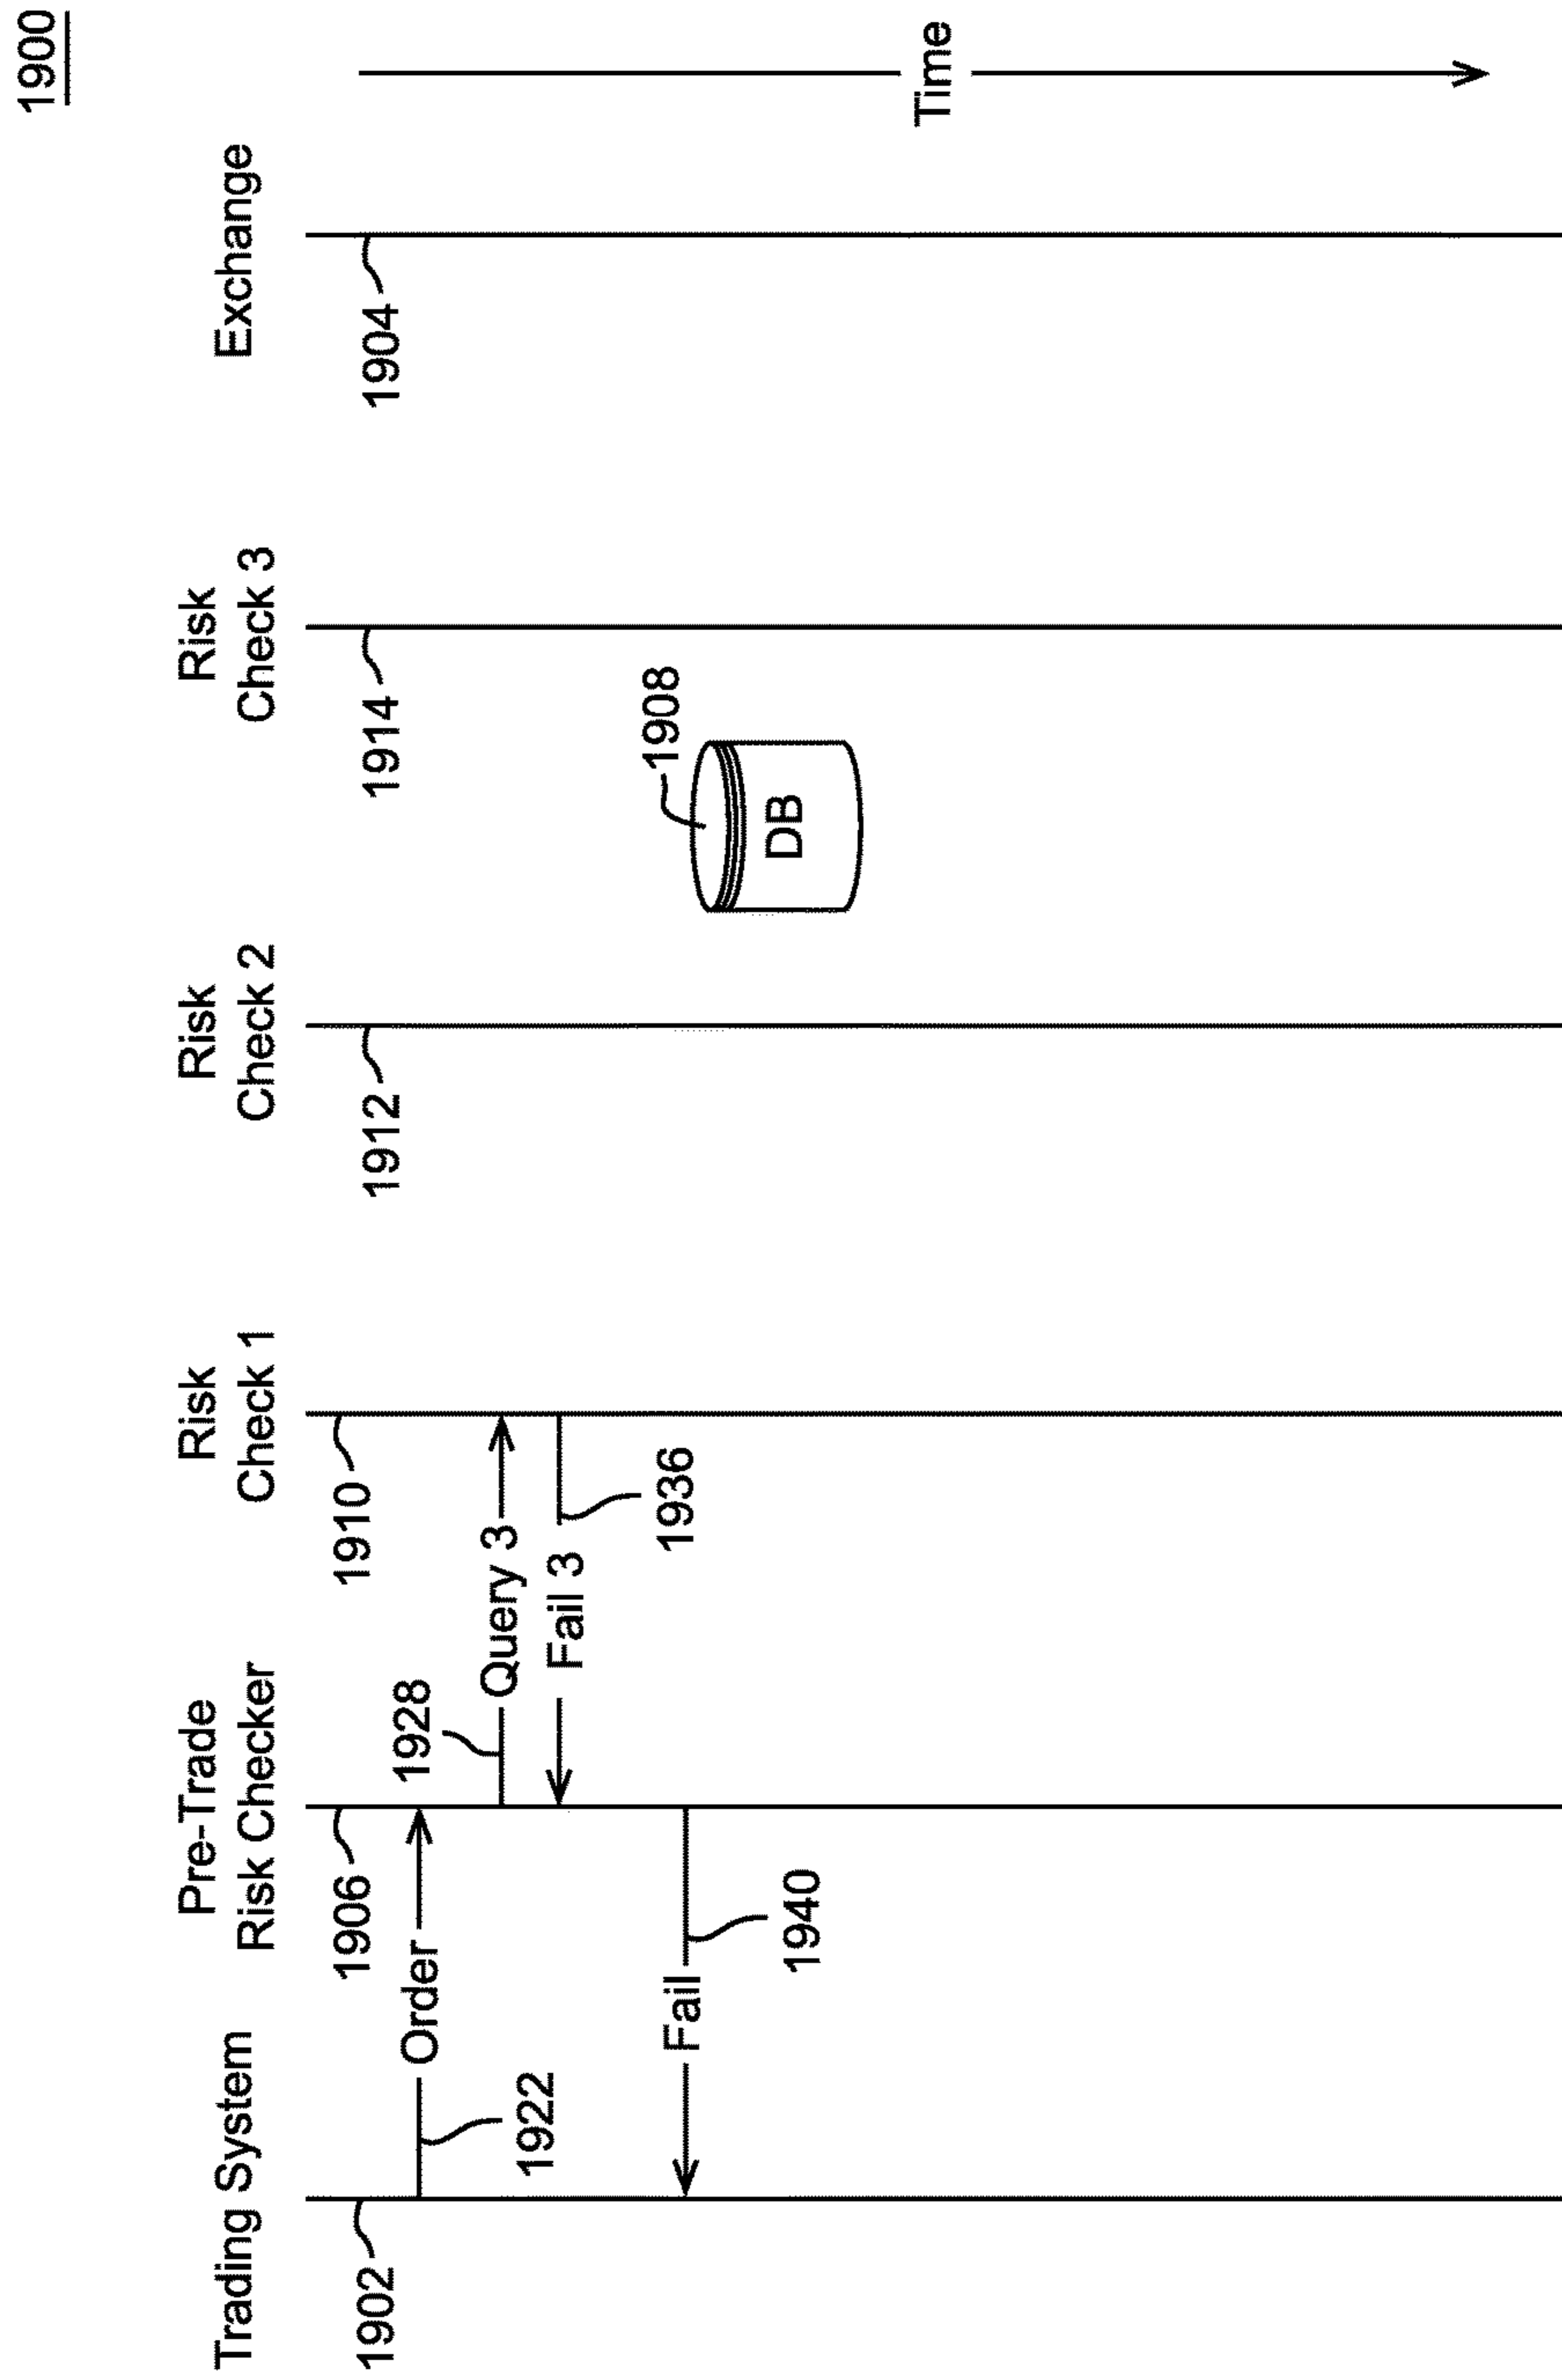 1900
Trading System
Pre-Trade
Risk Checker
Risk
Check 1
Risk
Check 2
Risk
Check 3
Exchange
1902
1906
1910
1912
1914
1904
Order
1922
1928
Query 3
Fail 3
1936
Fail
1940
1908
DB
Time